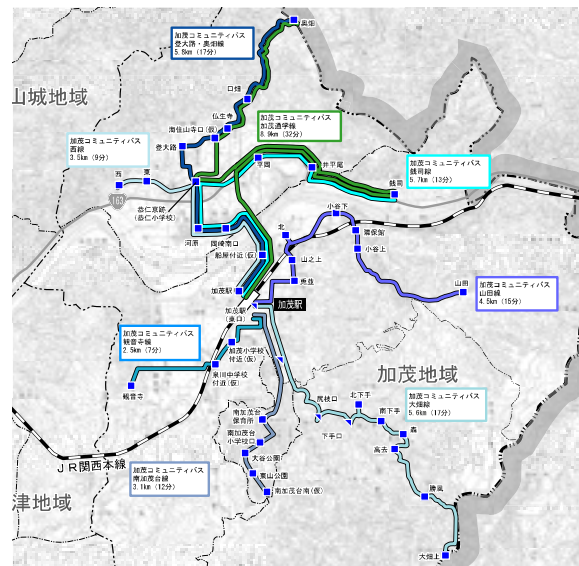 加茂コミュニティバス
登大路・奥畑線
5.6km (17分)
奥畑
口畑
山城地域
仏生寺
海住山寺口(仮)
加茂コミュニティバス
加茂通学線
8.9km (32分)
加茂コミュニティバス
西線
3.5km (9分)
登大路
西
東
平岡
井平尾
加茂コミュニティバス
銭司線
5.7km (13分)
銭司
163
恭仁京跡
(恭仁小学校)
河原
岡崎南口
船屋付近(仮)
北
小谷下
隣保館
小谷上
山之上
兎並
加茂駅
加茂駅
(東口)
加茂駅
山田
加茂コミュニティバス
山田線
4.5km (15分)
加茂コミュニティバス
観音寺線
2.5km (7分)
加茂小学校
付近(仮)
泉川中学校
付近(仮)
観音寺
加茂地域
尻枝口
北下手
南下手
下手口
森
高去
加茂コミュニティバス
大畑線
5.6km (17分)
南加茂台
保育所
南加茂台
小学校口
大谷公園
東山公園
南加茂台南(仮)
JR関西本線
加茂コミュニティバス
南加茂台線
3.1km (12分)
津地域
勝風
大畑上